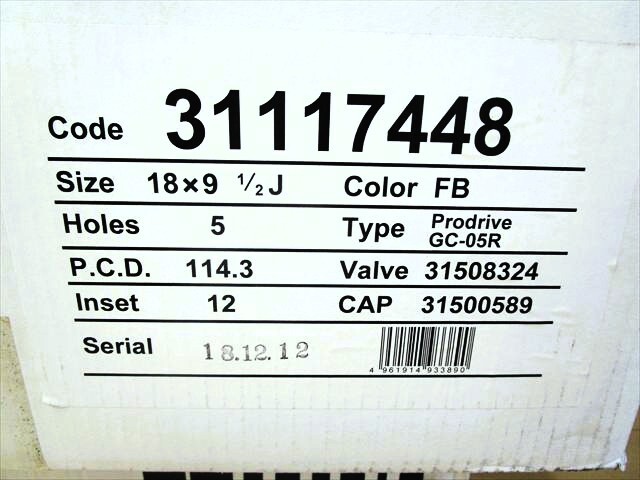 Code 31117448
Size 18×9 ½J Color FB
Holes 5 Type Prodrive
GC-05R
P.C.D. 114.3 Valve 31508324
Inset 12 CAP 31500589
Serial 18.12.12
4 961914 933890